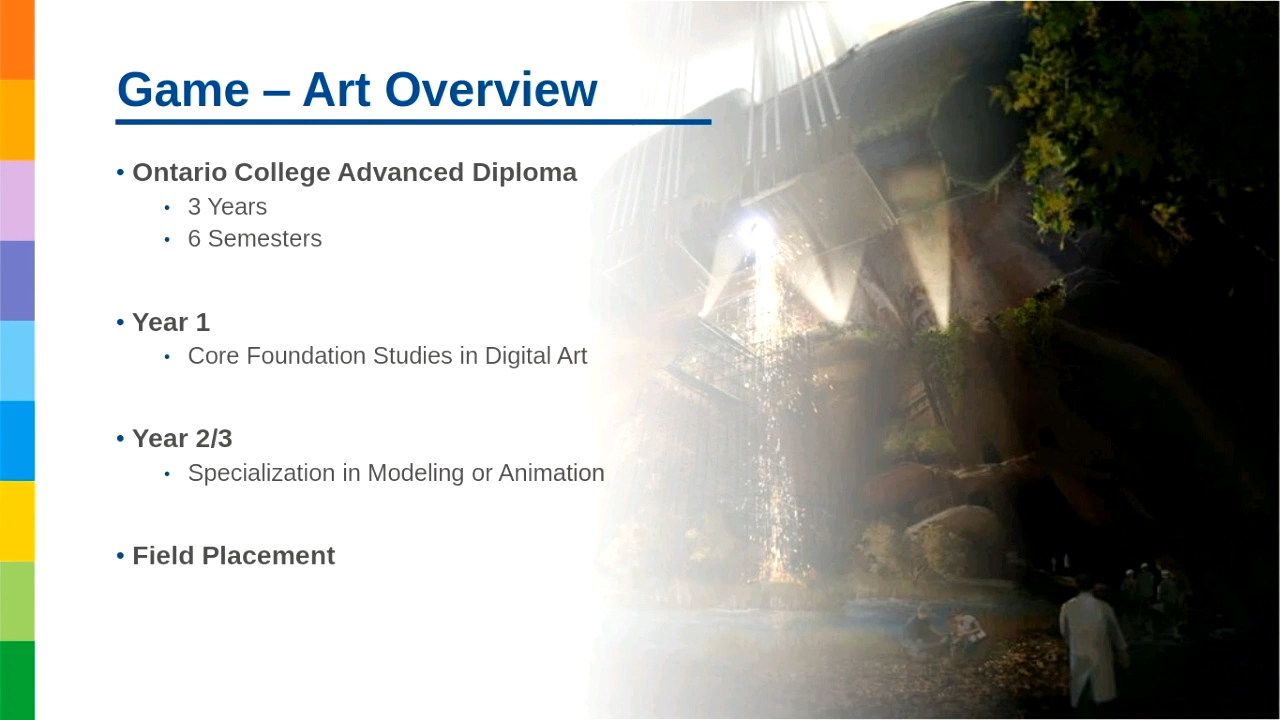 Game – Art Overview
• Ontario College Advanced Diploma
• 3 Years
• 6 Semesters
• Year 1
• Core Foundation Studies in Digital Art
• Year 2/3
• Specialization in Modeling or Animation
• Field Placement